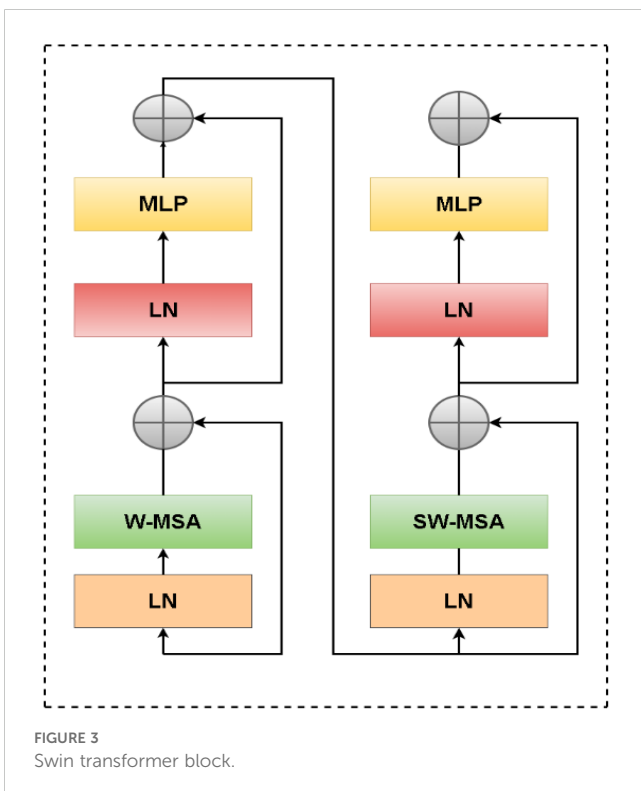 MLP
LN
W-MSA
LN
MLP
LN
SW-MSA
LN
FIGURE 3
Swin transformer block.